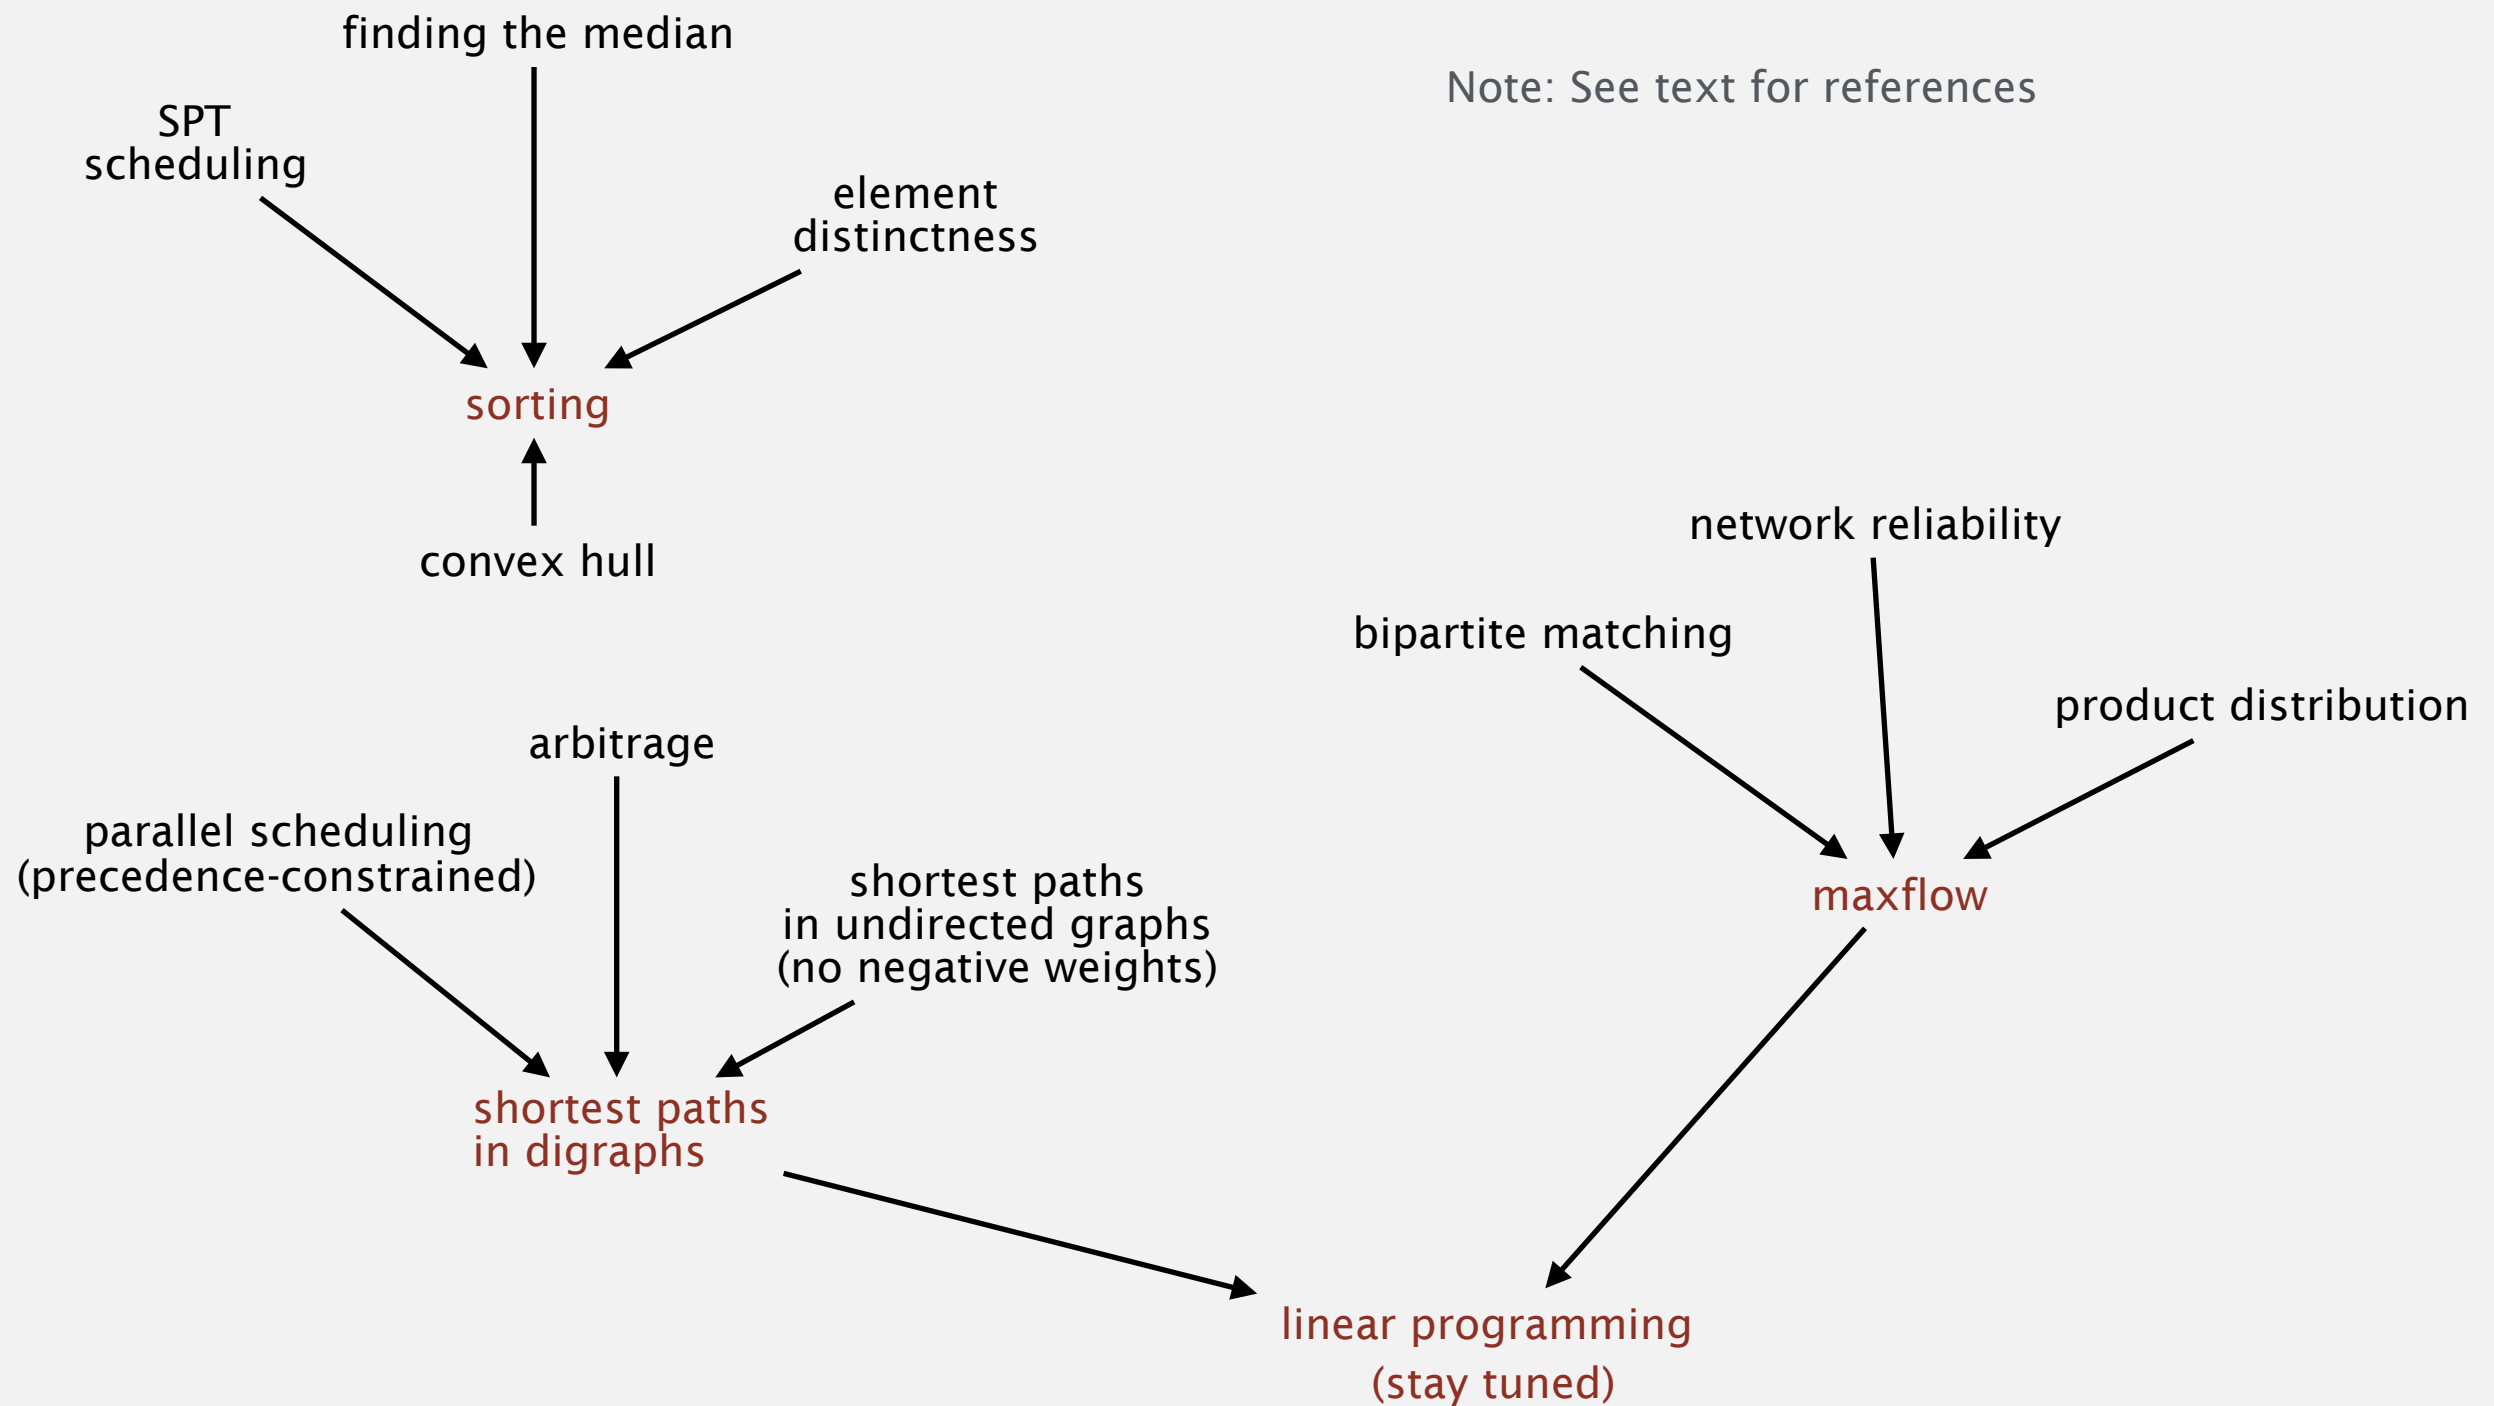 finding the median
Note: See text for references
SPT
scheduling
element
distinctness
sorting
convex hull
network reliability
bipartite matching
product distribution
arbitrage
parallel scheduling
(precedence-constrained)
shortest paths
in undirected graphs
(no negative weights)
maxflow
shortest paths
in digraphs
linear programming
(stay tuned)